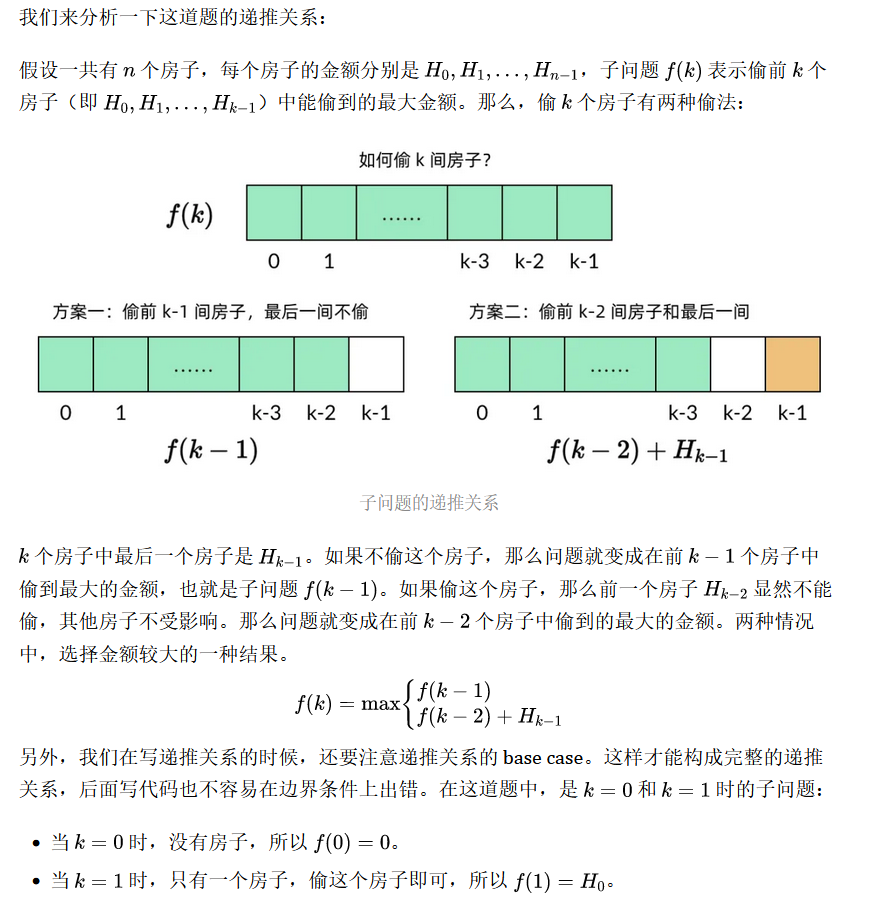 我们来分析一下这道题的递推关系：
假设一共有 n 个房子，每个房子的金额分别是 H₀, H₁, . . . , Hₙ₋₁，子问题 f(k) 表示偷前 k 个
房子（即 H₀, H₁, . . . , Hₖ₋₁）中能偷到的最大金额。那么，偷 k 个房子有两种偷法：
如何偷 k 间房子？
f(k)
……
0 1 k-3 k-2 k-1
方案一：偷前 k-1 间房子，最后一间不偷
方案二：偷前 k-2 间房子和最后一间
……
……
0 1 k-3 k-2 k-1
0 1 k-3 k-2 k-1
f(k − 1)
f(k − 2) + Hₖ₋₁
子问题的递推关系
k 个房子中最后一个房子是 Hₖ₋₁。如果不偷这个房子，那么问题就变成在前 k − 1 个房子中
偷到最大的金额，也就是子问题 f(k − 1)。如果偷这个房子，那么前一个房子 Hₖ₋₂ 显然不能
偷，其他房子不受影响。那么问题就变成在前 k − 2 个房子中偷到的最大的金额。两种情况
中，选择金额较大的一种结果。
f(k) = max{ f(k − 1)
f(k − 2) + Hₖ₋₁
另外，我们在写递推关系的时候，还要注意递推关系的 base case。这样才能构成完整的递推
关系，后面写代码也不容易在边界条件上出错。在这道题中，是 k = 0 和 k = 1 时的子问题：
• 当 k = 0 时，没有房子，所以 f(0) = 0。
• 当 k = 1 时，只有一个房子，偷这个房子即可，所以 f(1) = H₀。